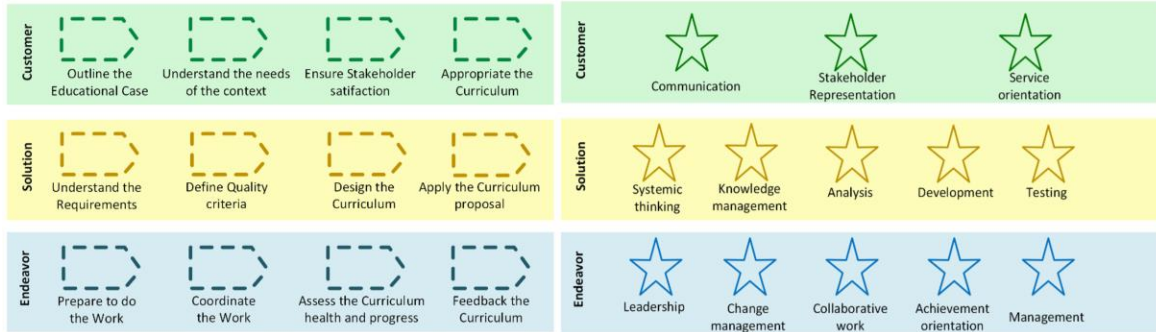 Customer
Outline the
Educational Case
Understand the needs
of the context
Ensure Stakeholder
satifaction
Appropriate the
Curriculum
Solution
Understand the
Requirements
Define Quality
criteria
Design the
Curriculum
Apply the Curriculum
proposal
Endeavor
Prepare to do
the Work
Coordinate
the Work
Assess the Curriculum
health and progress
Feedback the
Curriculum
Customer
Communication
Stakeholder
Representation
Service
orientation
Solution
Systemic
thinking
Knowledge
management
Analysis
Development
Testing
Endeavor
Leadership
Change
management
Collaborative
work
Achievement
orientation
Management